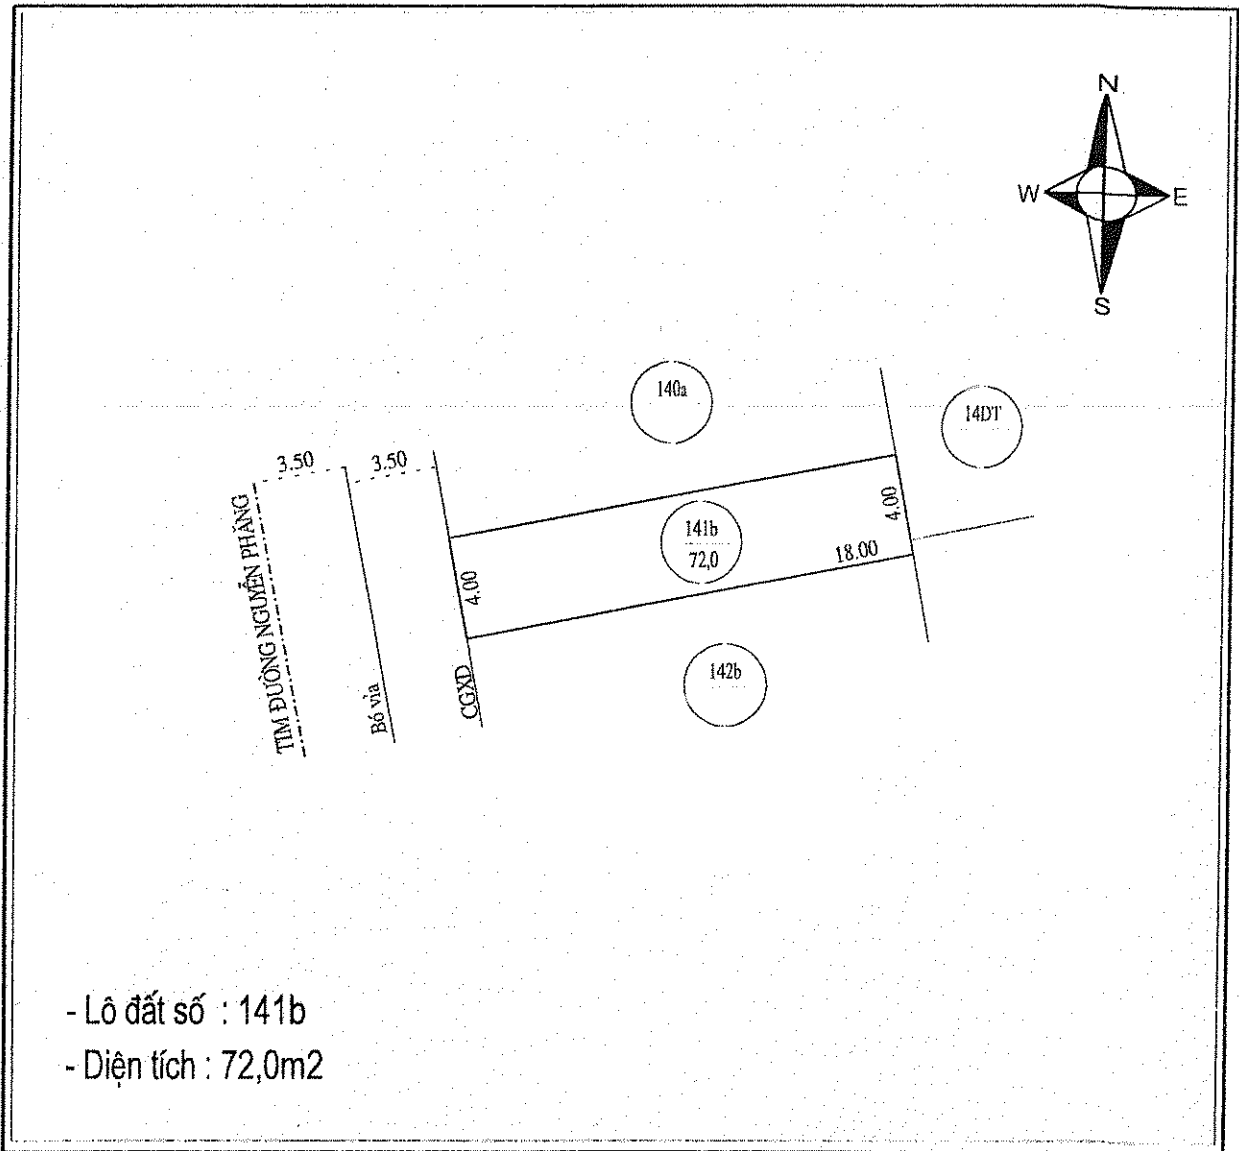 N
W
E
S
140a
14DT
3.50
3.50
TIM ĐƯỜNG NGUYỄN PHÀNG
Bó vỉa
CGXD
4.00
141b
72,0
4.00
18.00
142b
- Lô đất số : 141b
- Diện tích : 72,0m2